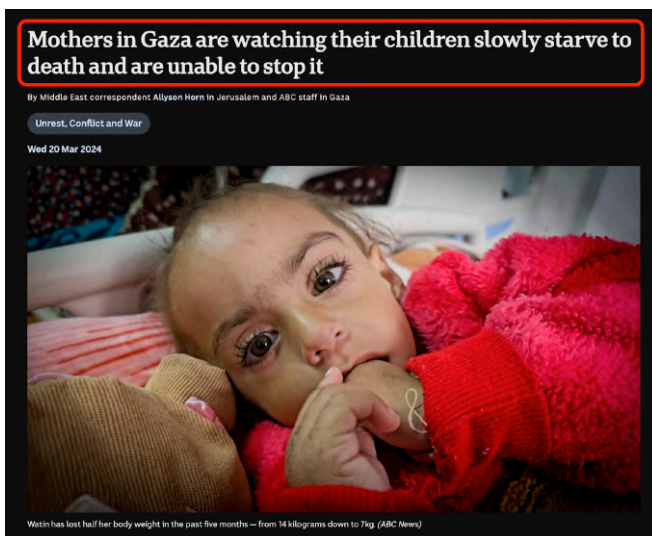 Mothers in Gaza are watching their children slowly starve to
death and are unable to stop it
By Middle East correspondent Allyson Horn in Jerusalem and ABC staff in Gaza
Unrest, Conflict and War
Wed 20 Mar 2024
Watin has lost half her body weight in the past five months — from 14 kilograms down to 7kg. (ABC News)